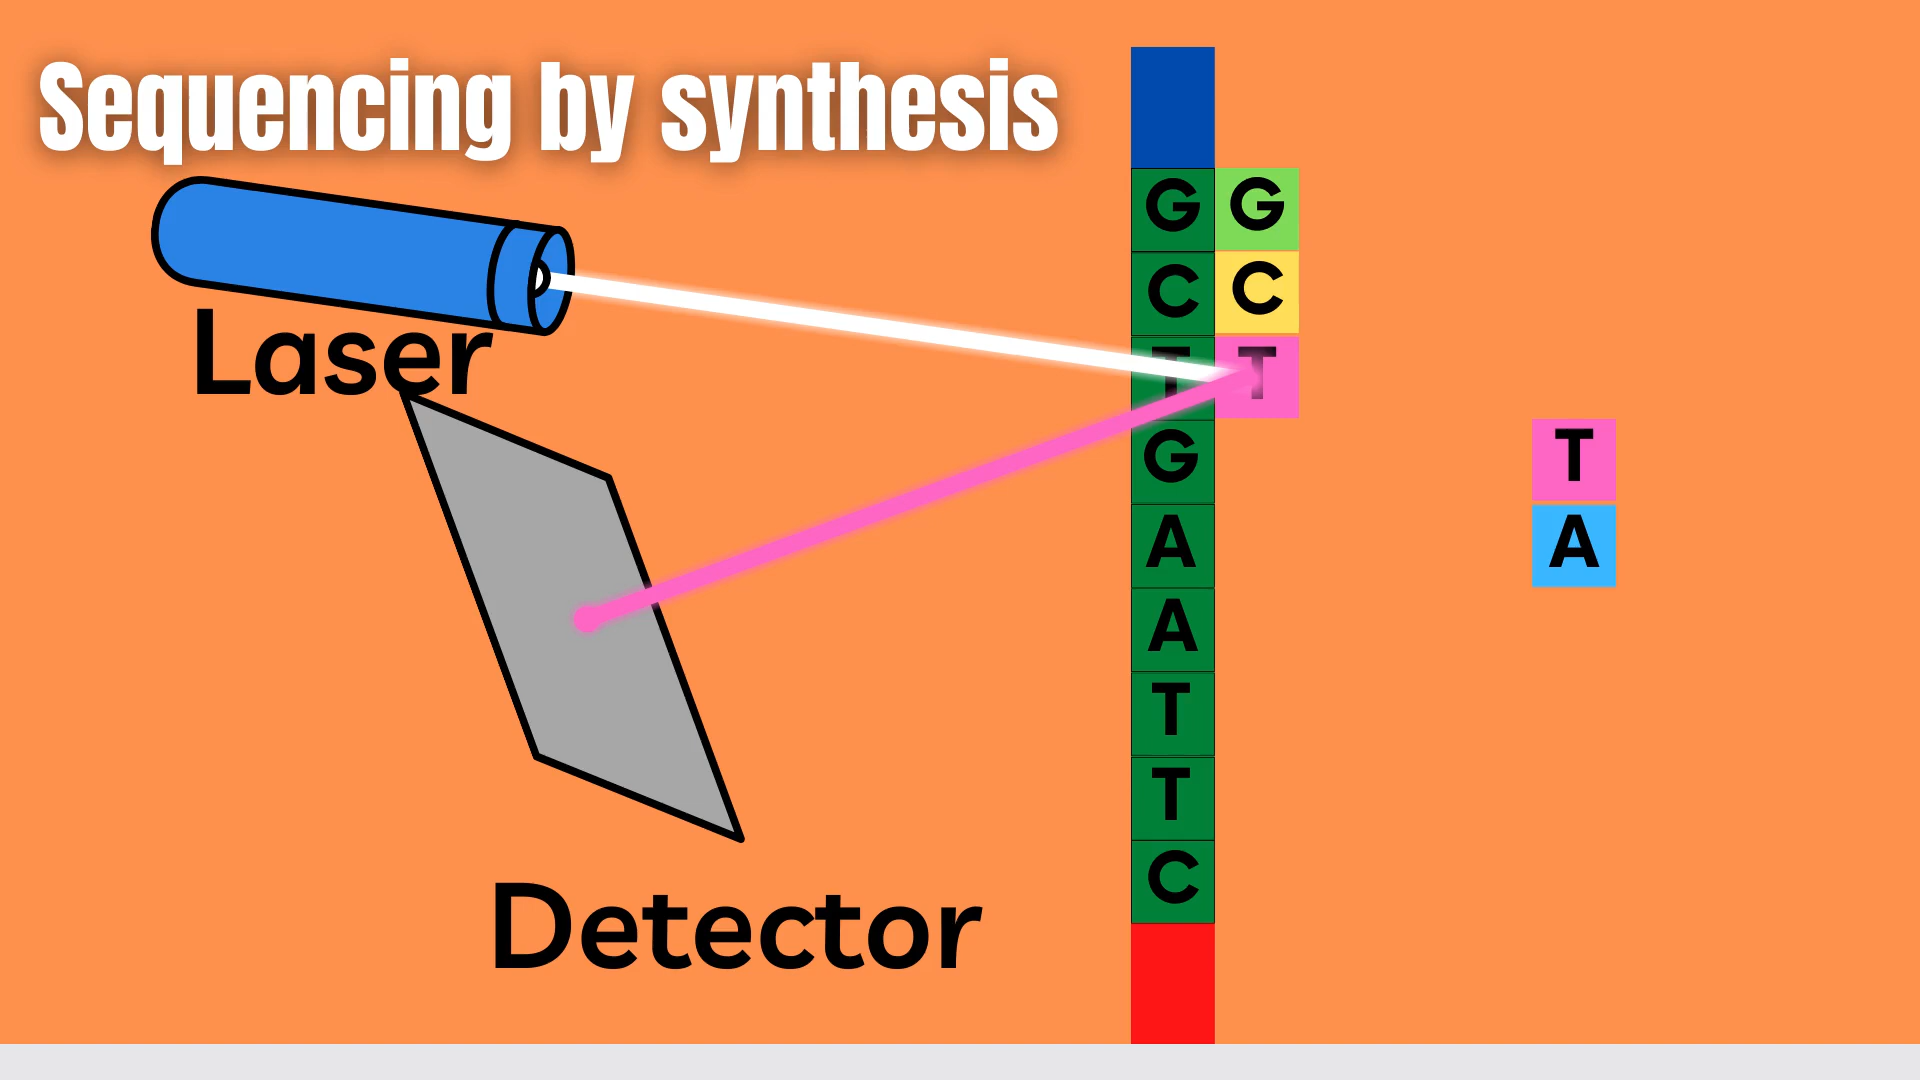 Sequencing by synthesis
Laser
G G
C C
T T
G
T
A
A
A
T
T
C
Detector